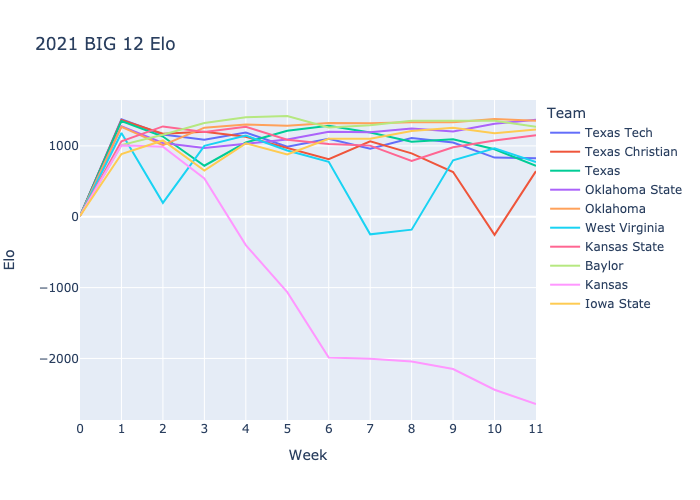 2021 BIG 12 Elo
Team
Texas Tech
Texas Christian
Texas
Oklahoma State
Oklahoma
West Virginia
Kansas State
Baylor
Kansas
Iowa State
Elo
1000
0
−1000
−2000
0 1 2 3 4 5 6 7 8 9 10 11
Week